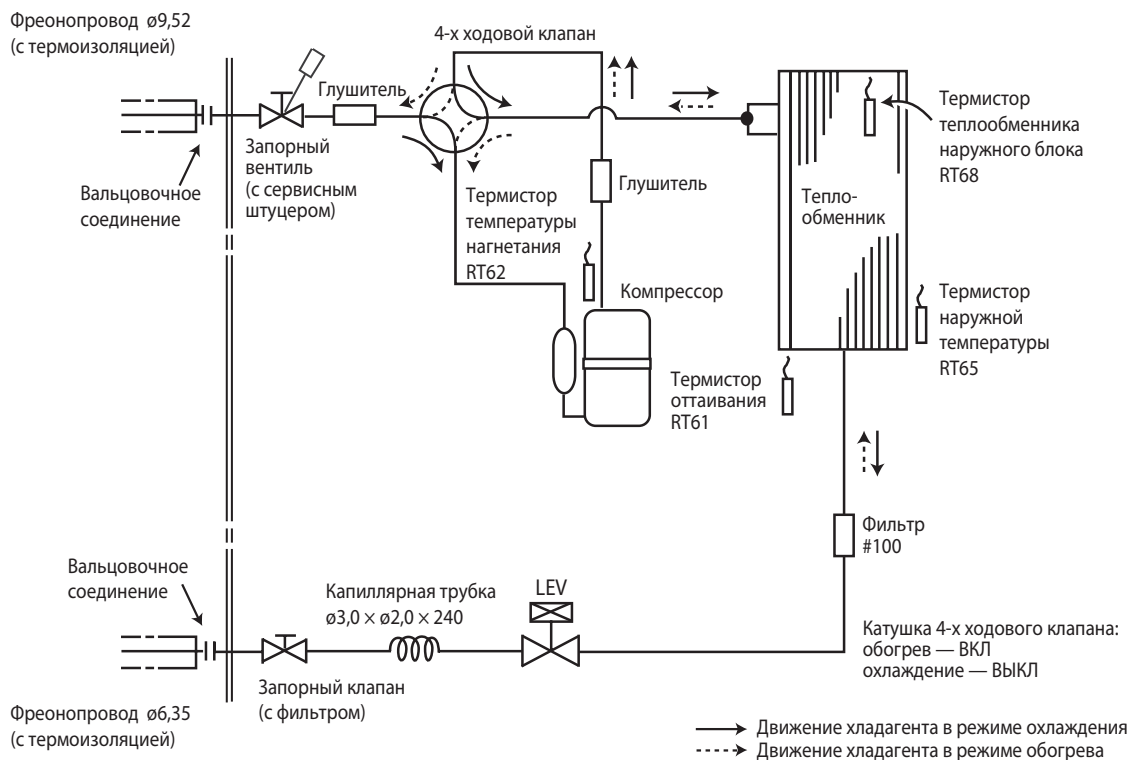 Фреонопровод ø9,52
(с термоизоляцией)
4-х ходовой клапан
Глушитель
Запорный
вентиль
(с сервисным
штуцером)
Вальцовочное
соединение
Термистор
температуры
нагнетания
RT62
Глушитель
Компрессор
Тепло-
обменник
Термистор
теплообменника
наружного блока
RT68
Термистор
наружной
температуры
RT65
Термистор
оттаивания
RT61
Фильтр
#100
Вальцовочное
соединение
Капиллярная трубка
ø3,0 × ø2,0 × 240
LEV
Запорный клапан
(с фильтром)
Катушка 4-х ходового клапана:
обогрев — ВКЛ
охлаждение — ВЫКЛ
Фреонопровод ø6,35
(с термоизоляцией)
Движение хладагента в режиме охлаждения
Движение хладагента в режиме обогрева